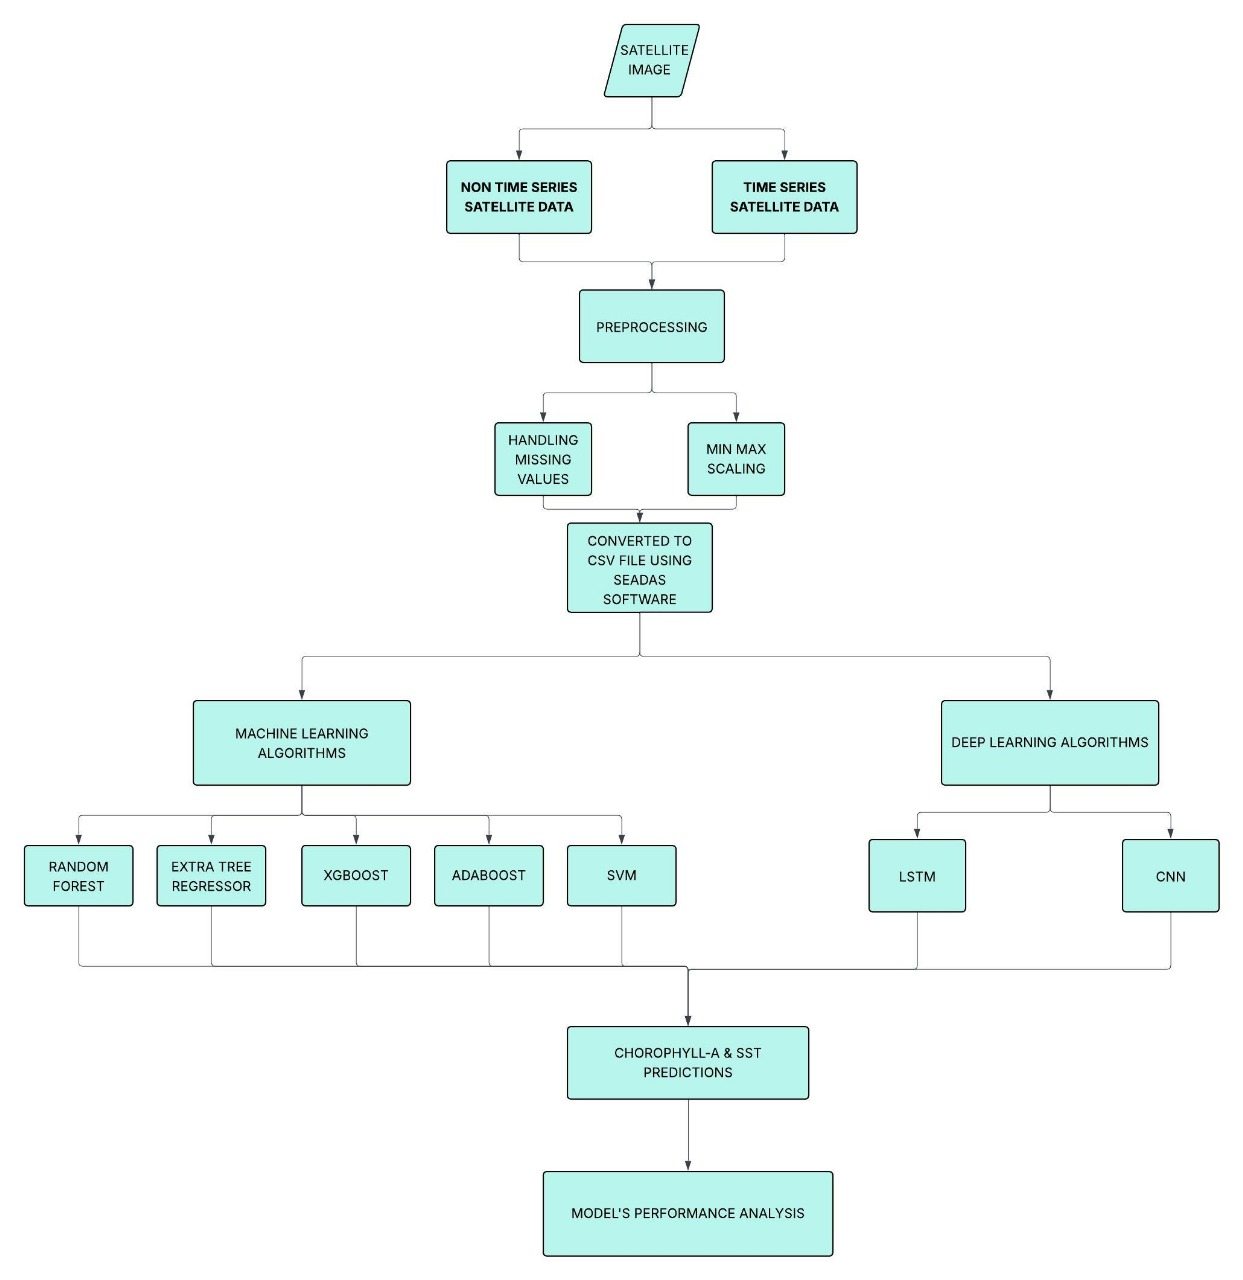 SATELLITE
IMAGE
NON TIME SERIES
SATELLITE DATA
TIME SERIES
SATELLITE DATA
PREPROCESSING
HANDLING
MISSING
VALUES
MIN MAX
SCALING
CONVERTED TO
CSV FILE USING
SEADAS
SOFTWARE
MACHINE LEARNING
ALGORITHMS
DEEP LEARNING ALGORITHMS
RANDOM
FOREST
EXTRA TREE
REGRESSOR
XGBOOST
ADABOOST
SVM
LSTM
CNN
CHOROPHYLL-A & SST
PREDICTIONS
MODEL'S PERFORMANCE ANALYSIS